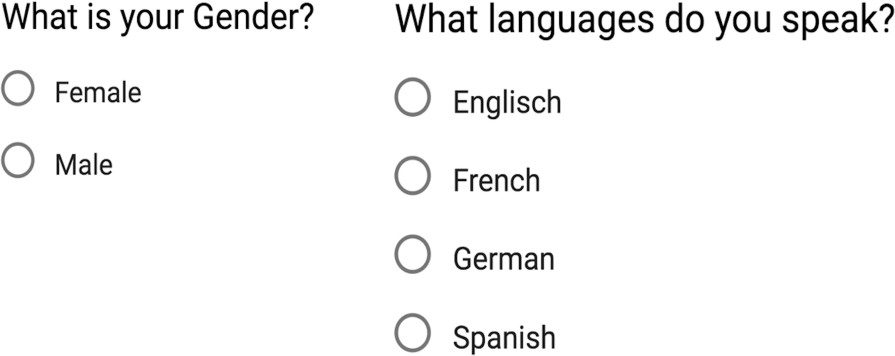 What is your Gender?
Female
Male
What languages do you speak?
Englisch
French
German
Spanish